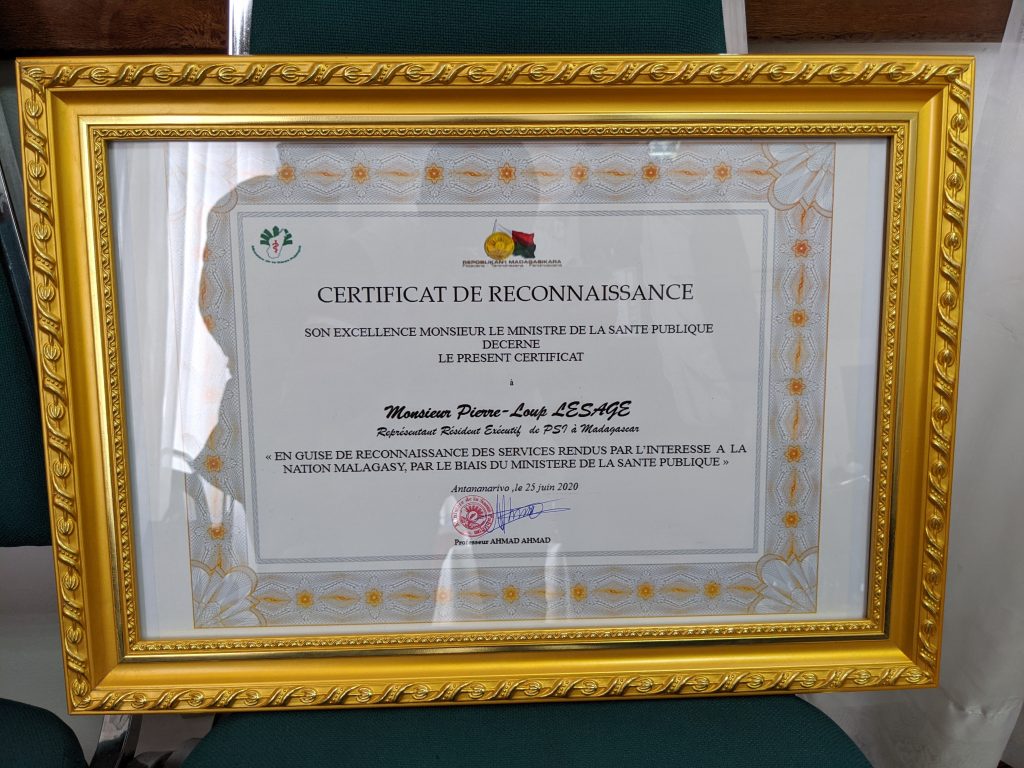 REPOBLIKAN'I MADAGASIKARA
Fitiavana - Tanindrazana - Fandrosoana
CERTIFICAT DE RECONNAISSANCE
SON EXCELLENCE MONSIEUR LE MINISTRE DE LA SANTE PUBLIQUE
DECERNE
LE PRESENT CERTIFICAT
à
Monsieur Pierre-Loup LESAGE
Représentant Résident Exécutif de PSI à Madagascar
« EN GUISE DE RECONNAISSANCE DES SERVICES RENDUS PAR L'INTERESSE A LA
NATION MALAGASY, PAR LE BIAIS DU MINISTERE DE LA SANTE PUBLIQUE »
Antananarivo ,le 25 juin 2020
Professeur AHMAD AHMAD